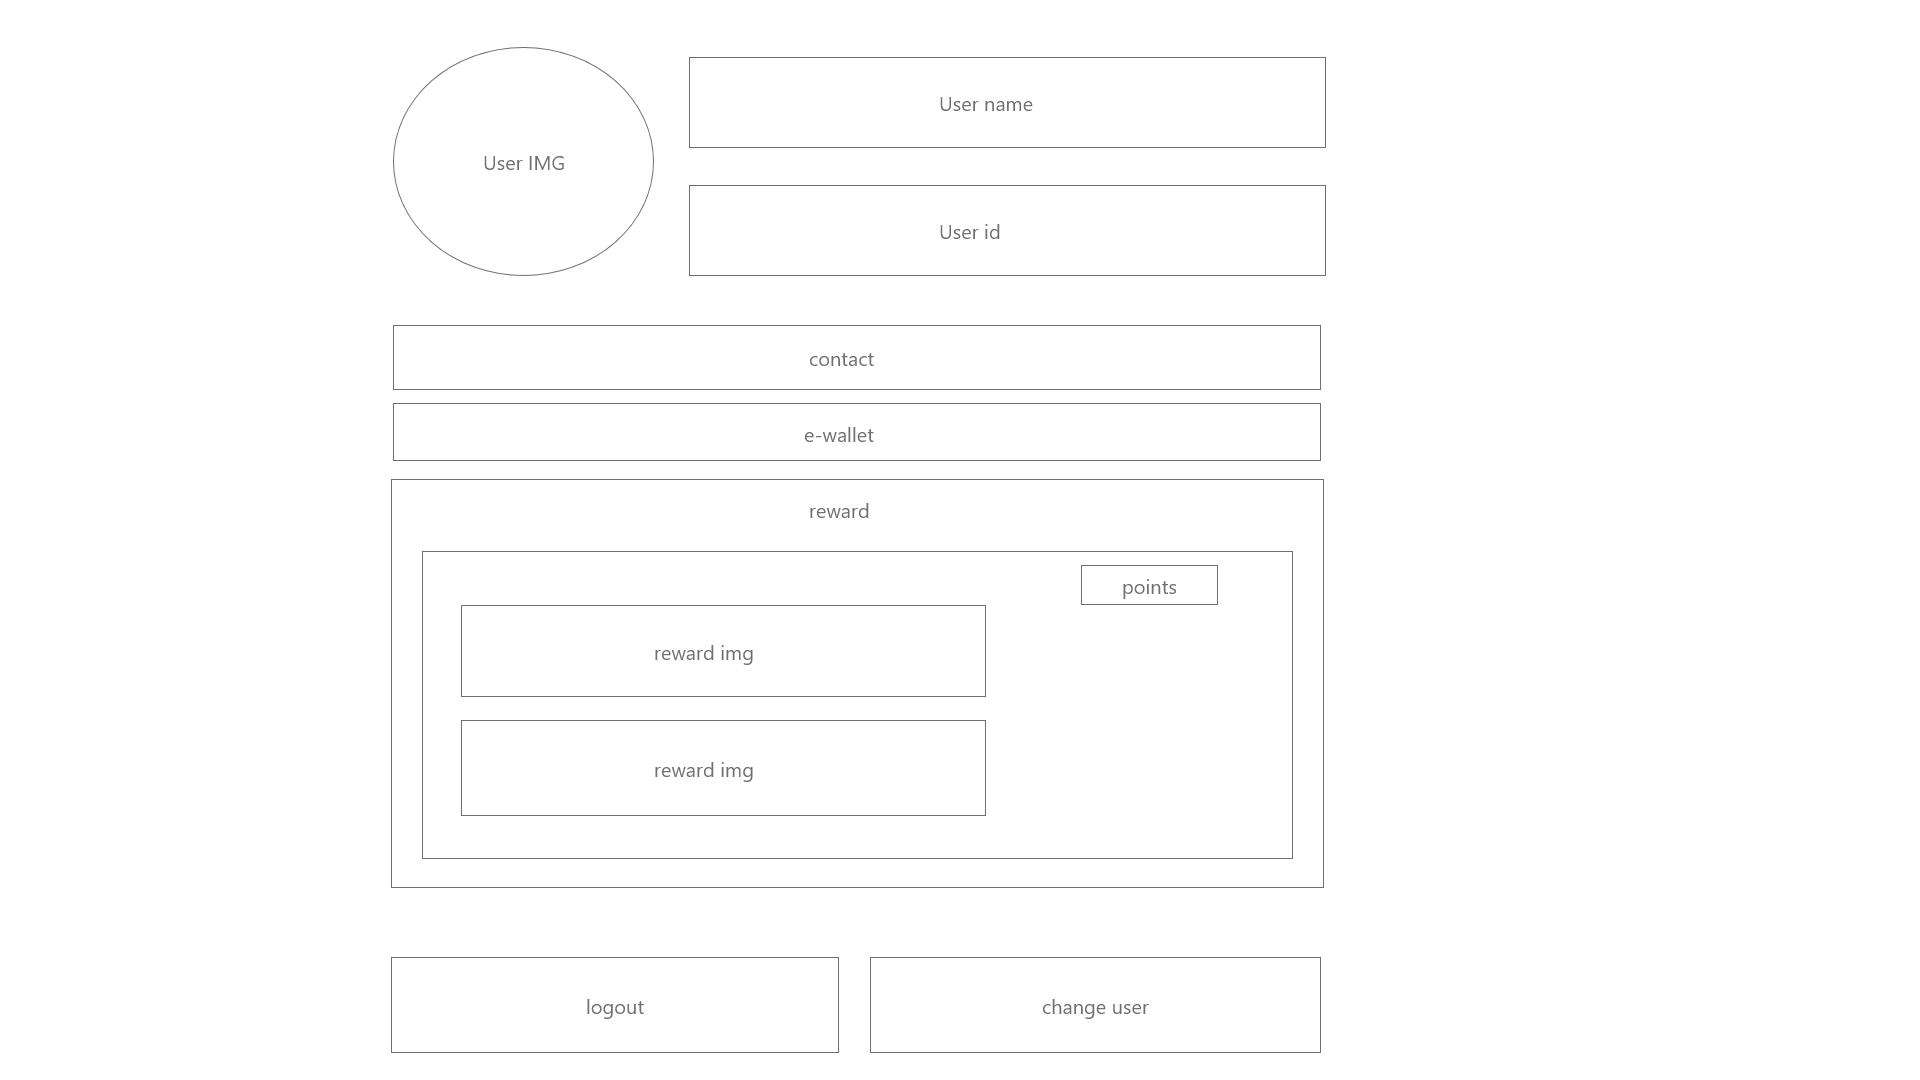 User IMG
User name
User id
contact
e-wallet
reward
points
reward img
reward img
logout
change user